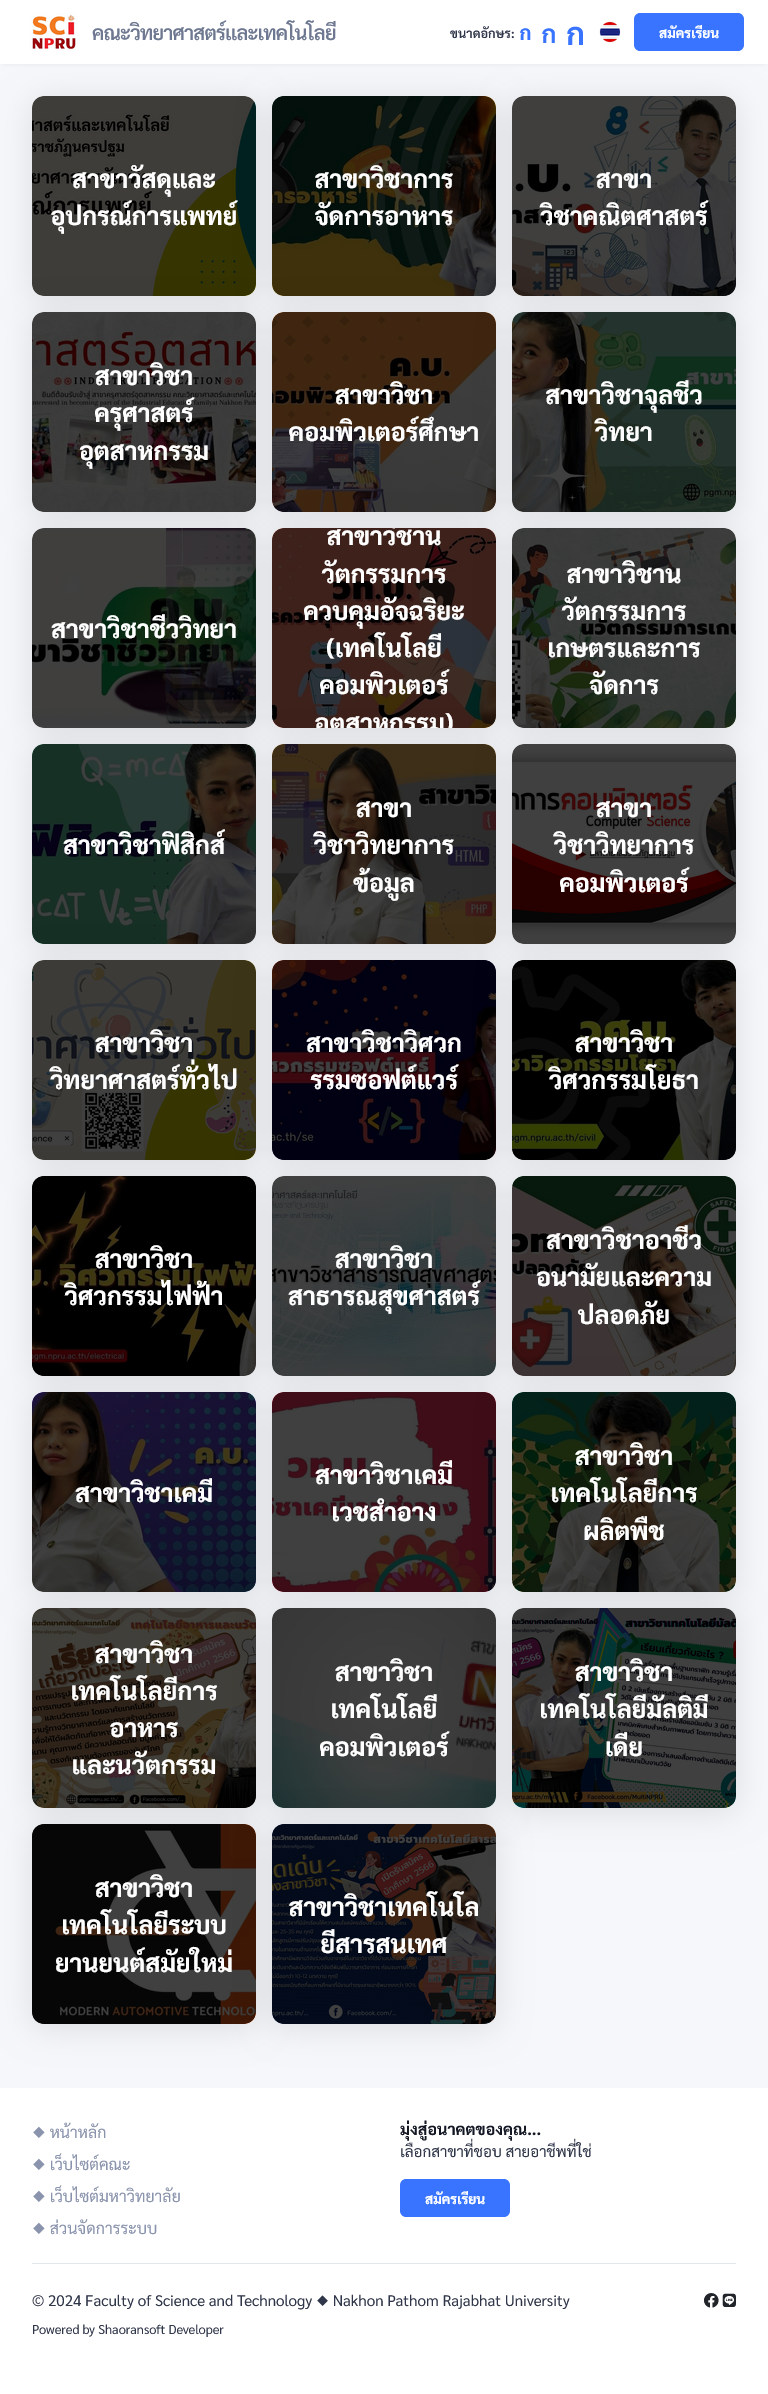 SCi
NPRU
คณะวิทยาศาสตร์และเทคโนโลยี
ขนาดอักษร: ก ก ก
สมัครเรียน
สาขาวัสดุและ
อุปกรณ์การแพทย์
สาขาวิชาการ
จัดการอาหาร
สาขา
วิชาคณิตศาสตร์
สาขาวิชา
ครุศาสตร์
อุตสาหกรรม
สาขาวิชา
คอมพิวเตอร์ศึกษา
สาขาวิชาจุลชีว
วิทยา
สาขาวิชาชีววิทยา
สาขาวิชาน
วัตกรรมการ
ควบคุมอัจฉริยะ
(เทคโนโลยี
คอมพิวเตอร์
อุตสาหกรรม)
สาขาวิชาน
วัตกรรมการ
เกษตรและการ
จัดการ
สาขาวิชาฟิสิกส์
สาขา
วิชาวิทยาการ
ข้อมูล
HTML
PHP
สาขา
วิชาวิทยาการ
คอมพิวเตอร์
Computer Science
สาขาวิชา
วิทยาศาสตร์ทั่วไป
สาขาวิชาวิศวก
รรมซอฟต์แวร์
สาขาวิชา
วิศวกรรมโยธา
สาขาวิชา
วิศวกรรมไฟฟ้า
สาขาวิชา
สาธารณสุขศาสตร์
สาขาวิชาอาชีว
อนามัยและความ
ปลอดภัย
สาขาวิชาเคมี
ค.บ.
สาขาวิชาเคมี
เวชสำอาง
สาขาวิชา
เทคโนโลยีการ
ผลิตพืช
สาขาวิชา
เทคโนโลยีการ
อาหาร
และนวัตกรรม
สาขาวิชา
เทคโนโลยี
คอมพิวเตอร์
สาขาวิชา
เทคโนโลยีมัลติมี
เดีย
สาขาวิชา
เทคโนโลยีระบบ
ยานยนต์สมัยใหม่
MODERN AUTOMOTIVE TECHNOLO
สาขาวิชาเทคโนโล
ยีสารสนเทศ
◆ หน้าหลัก
◆ เว็บไซต์คณะ
◆ เว็บไซต์มหาวิทยาลัย
◆ ส่วนจัดการระบบ
มุ่งสู่อนาคตของคุณ...
เลือกสาขาที่ชอบ สายอาชีพที่ใช่
สมัครเรียน
© 2024 Faculty of Science and Technology ◆ Nakhon Pathom Rajabhat University
Powered by Shaoransoft Developer